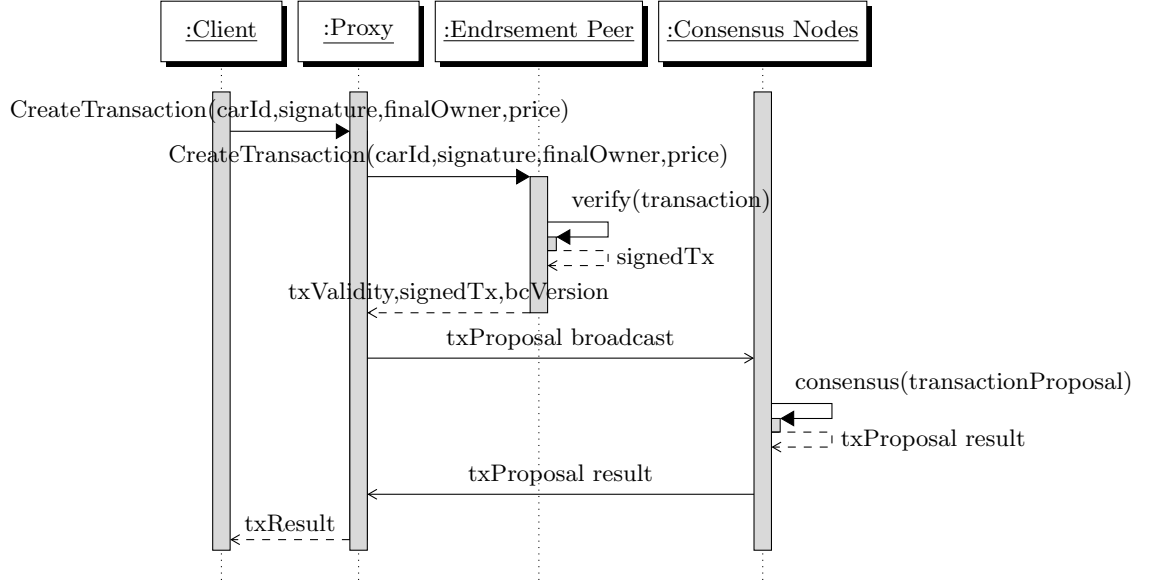 :Client
:Proxy
:Endrsement Peer
:Consensus Nodes
CreateTransaction(carId,signature,finalOwner,price)
CreateTransaction(carId,signature,finalOwner,price)
verify(transaction)
signedTx
txValidity,signedTx,bcVersion
txProposal broadcast
consensus(transactionProposal)
txProposal result
txProposal result
txResult